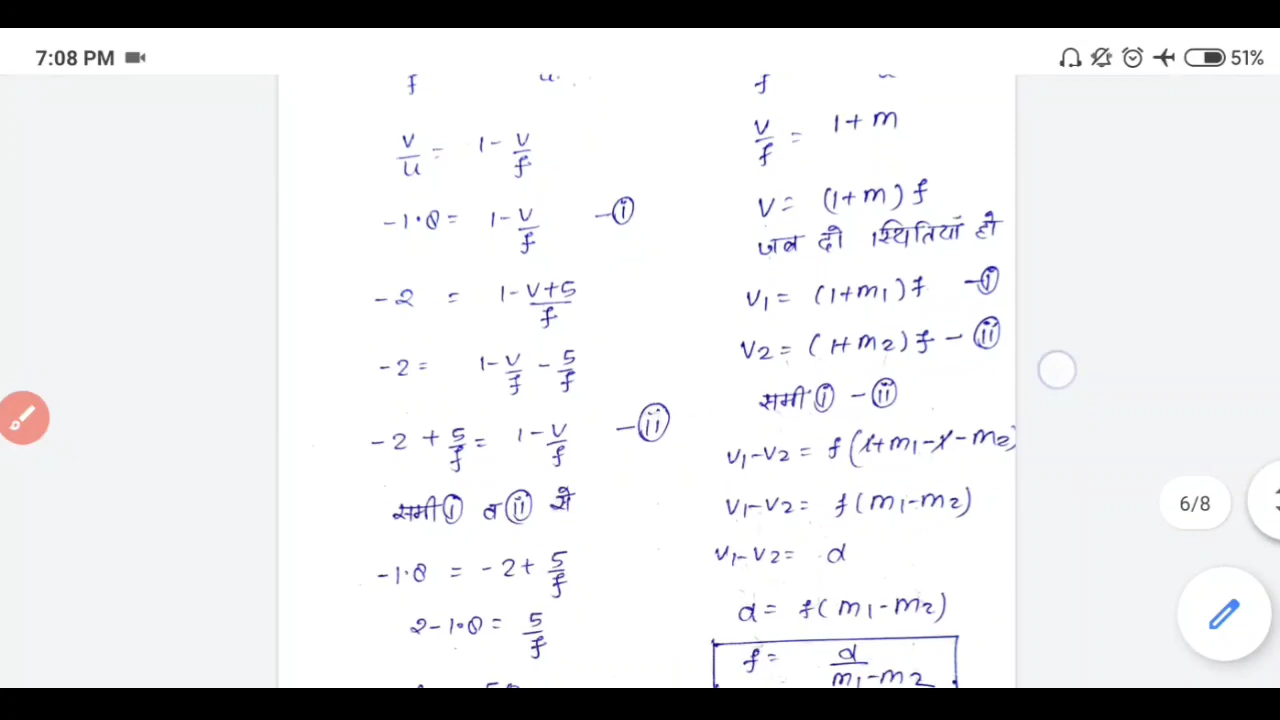 7:08 PM
51%
f u
v/u = 1 - v/f
-1.8 = 1 - v/f - (i)
-2 = 1 - v+5/f
-2 = 1 - v/f - 5/f
-2 + 5/f = 1 - v/f - (ii)
समी (i) व (ii) से
-1.8 = -2 + 5/f
2 - 1.8 = 5/f
f
v/f = 1+m
v = (1+m) f
जब दो स्थितियाँ हो
v1 = (1+m1) f - (i)
v2 = (1+m2) f - (ii)
समी (i) - (ii)
v1-v2 = f(1+m1-1-m2)
v1-v2 = f(m1-m2)
v1-v2 = d
d = f(m1-m2)
f = d/m1-m2
6/8